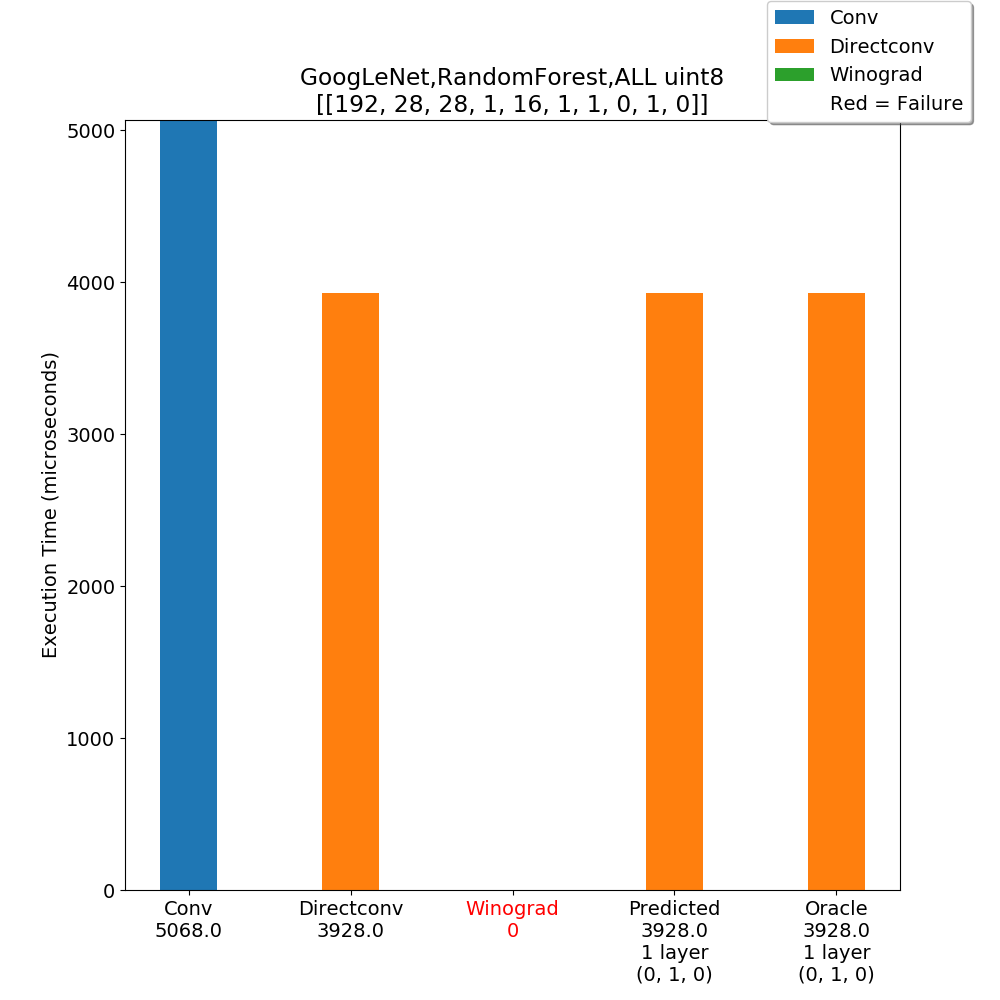 Conv
Directconv
Winograd
Red = Failure
GoogLeNet,RandomForest,ALL uint8
[[192, 28, 28, 1, 16, 1, 1, 0, 1, 0]]
Execution Time (microseconds)
5000
4000
3000
2000
1000
0
Conv
5068.0
Directconv
3928.0
Winograd
0
Predicted
3928.0
1 layer
(0, 1, 0)
Oracle
3928.0
1 layer
(0, 1, 0)